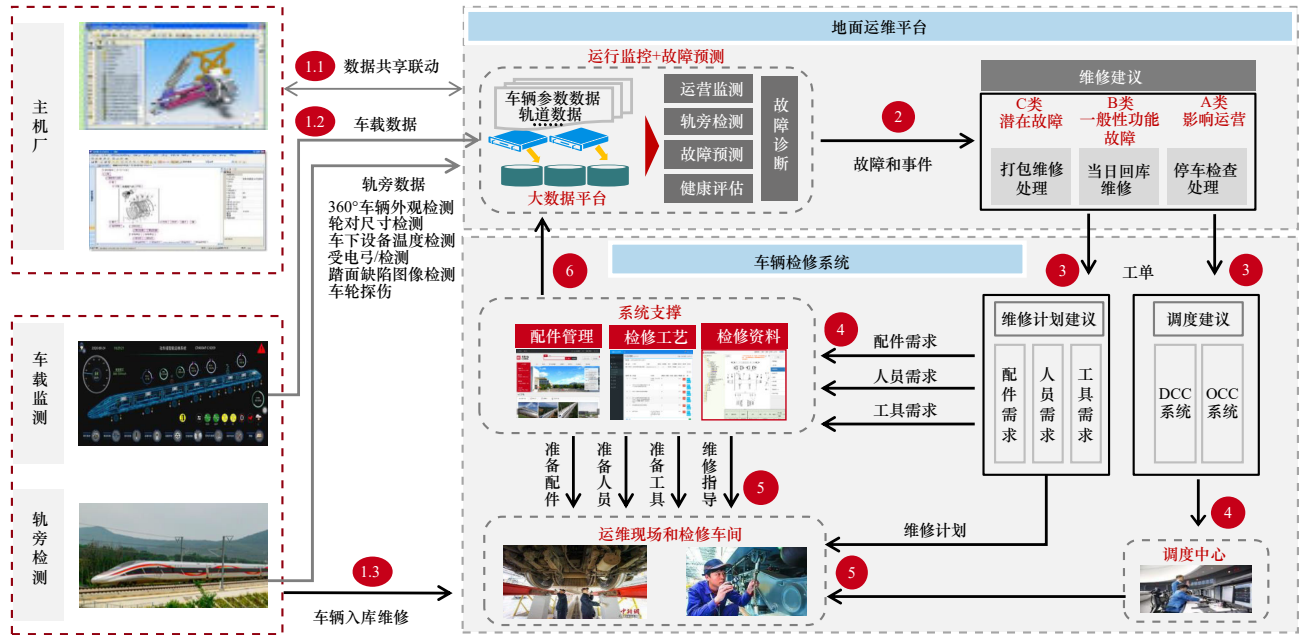 主机厂
车载监测
轨旁检测
1.1
数据共享联动
1.2
车载数据
轨旁数据
360°车辆外观检测
轮对尺寸检测
车下设备温度检测
受电弓/检测
踏面缺陷图像检测
车轮探伤
1.3
车辆入库维修
地面运维平台
运行监控+故障预测
车辆参数数据
轨道数据
......
大数据平台
运营监测
轨旁检测
故障预测
健康评估
故障诊断
2
故障和事件
维修建议
C类
潜在故障
B类
一般性功能
故障
A类
影响运营
打包维修
处理
当日回库
维修
停车检查
处理
车辆检修系统
6
3
工单
3
系统支撑
配件管理
检修工艺
检修资料
4
配件需求
人员需求
工具需求
维修计划建议
配件需求
人员需求
工具需求
调度建议
DCC
系统
OCC
系统
准备配件
准备人员
准备工具
维修指导
5
4
运维现场和检修车间
维修计划
5
调度中心